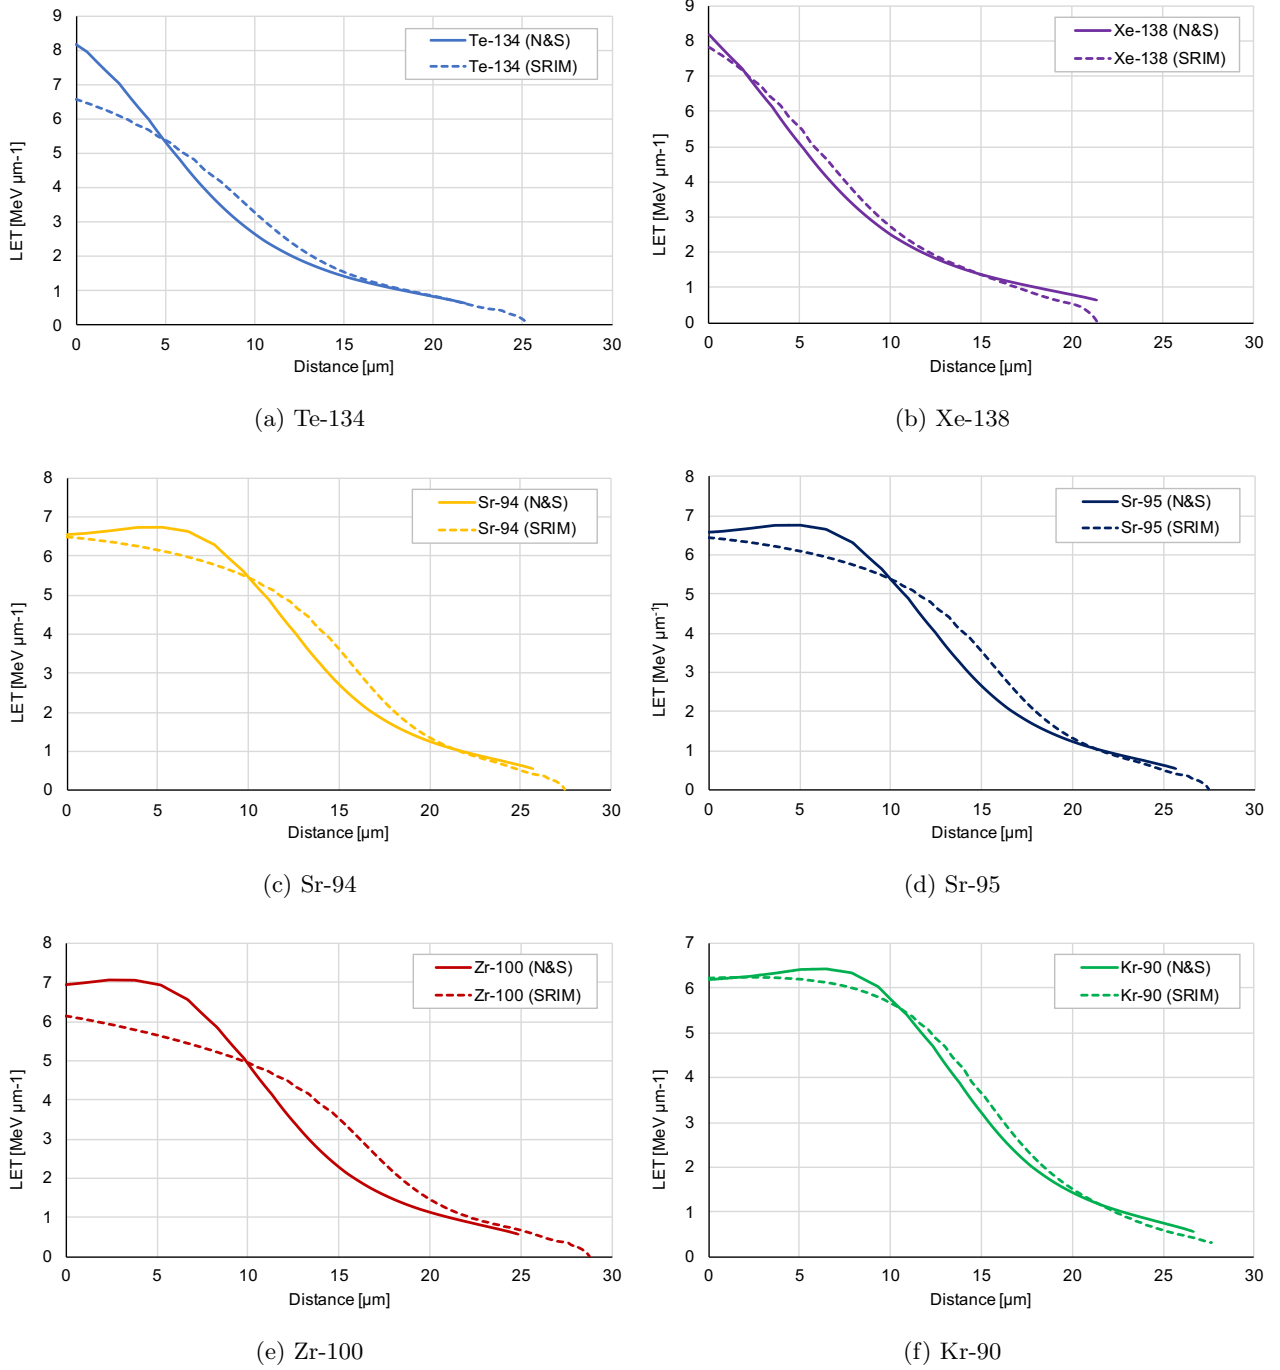 9
8
7
6
5
4
3
2
1
0
LET [MeV µm-1]
Te-134 (N&S)
Te-134 (SRIM)
0 5 10 15 20 25 30
Distance [µm]
(a) Te-134
9
8
7
6
5
4
3
2
1
0
LET [MeV µm-1]
Xe-138 (N&S)
Xe-138 (SRIM)
0 5 10 15 20 25 30
Distance [µm]
(b) Xe-138
8
7
6
5
4
3
2
1
0
LET [MeV µm-1]
Sr-94 (N&S)
Sr-94 (SRIM)
0 5 10 15 20 25 30
Distance [µm]
(c) Sr-94
8
7
6
5
4
3
2
1
0
LET [MeV µm⁻¹]
Sr-95 (N&S)
Sr-95 (SRIM)
0 5 10 15 20 25 30
Distance [µm]
(d) Sr-95
8
7
6
5
4
3
2
1
0
LET [MeV µm-1]
Zr-100 (N&S)
Zr-100 (SRIM)
0 5 10 15 20 25 30
Distance [µm]
(e) Zr-100
7
6
5
4
3
2
1
0
LET [MeV µm-1]
Kr-90 (N&S)
Kr-90 (SRIM)
0 5 10 15 20 25 30
Distance [µm]
(f) Kr-90